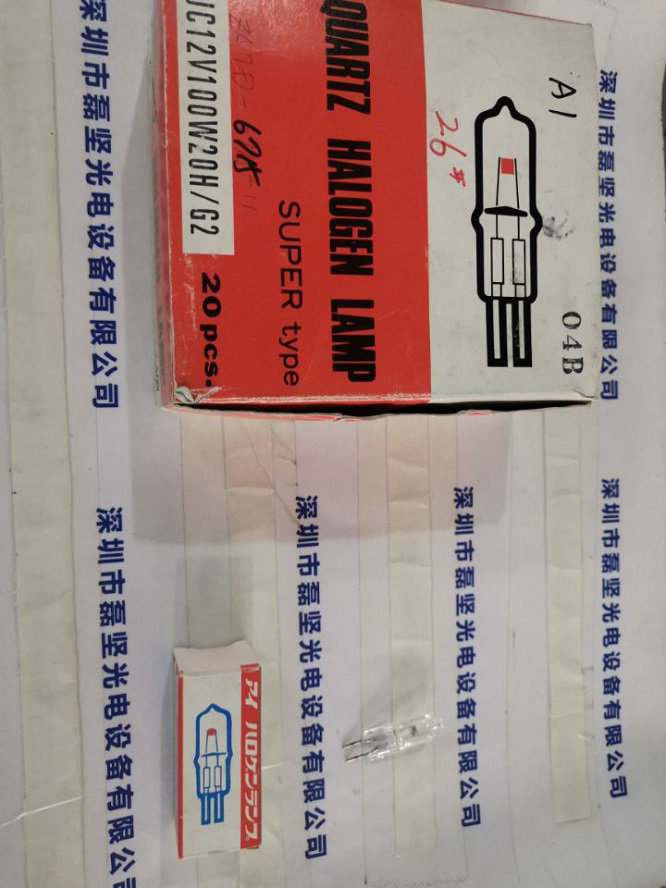 JC12V100W20H/G2
QUARTZ HALOGEN LAMP
SUPER type
20 pcs.
A1
04B
アイ ハロゲンランプ
深圳市磊坚光电设备有限公司
深圳市磊坚光电设备有限公司
深圳市磊坚光电设备有限公司
深圳市磊坚光电设备有限公司
深圳市磊坚光电设备有限公司
深圳市磊坚光电设备有限公